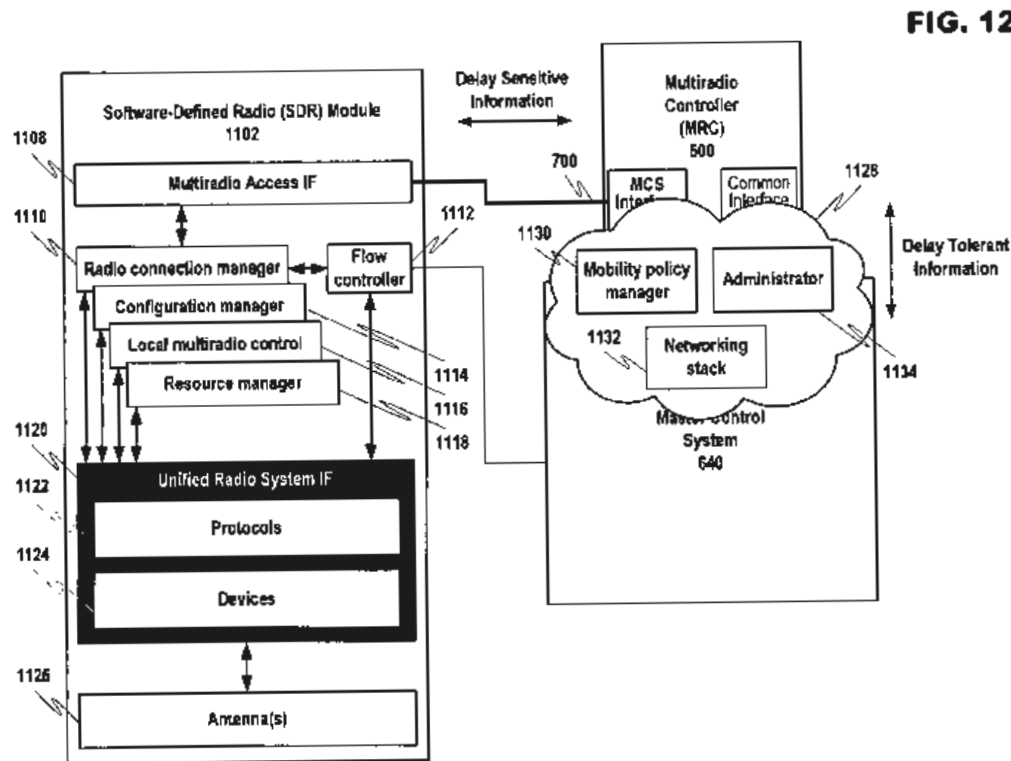 FIG. 12
Software-Defined Radio (SDR) Module
1102
1108
Multiradio Access IF
1110
Radio connection manager
1112
Flow
controller
Configuration manager
Local multiradio control
Resource manager
1114
1116
1118
1120
Unified Radio System IF
1122
Protocols
1124
Devices
1126
Antenna(s)
Delay Sensitive
Information
700
Multiradio
Controller
(MRC)
500
MCS
Common
Interface
1128
1130
Mobility policy
manager
Administrator
1132
Networking
stack
1134
Delay Tolerant
Information
Control
System
640